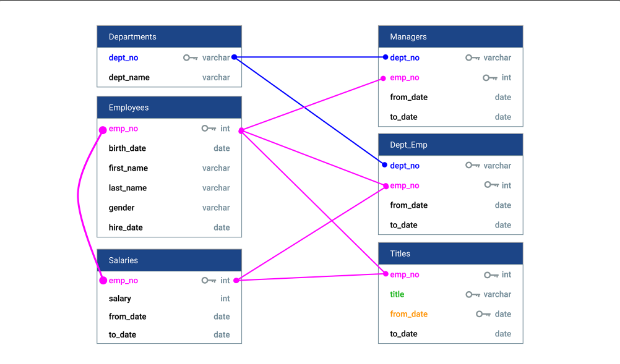 Departments
dept_no varchar
dept_name varchar
Employees
emp_no int
birth_date date
first_name varchar
last_name varchar
gender varchar
hire_date date
Salaries
emp_no int
salary int
from_date date
to_date date
Managers
dept_no varchar
emp_no int
from_date date
to_date date
Dept_Emp
dept_no varchar
emp_no int
from_date date
to_date date
Titles
emp_no int
title varchar
from_date date
to_date date